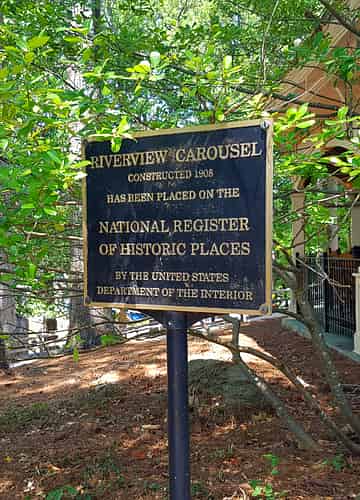 RIVERVIEW CAROUSEL
CONSTRUCTED 1908
HAS BEEN PLACED ON THE
NATIONAL REGISTER
OF HISTORIC PLACES
BY THE UNITED STATES
DEPARTMENT OF THE INTERIOR